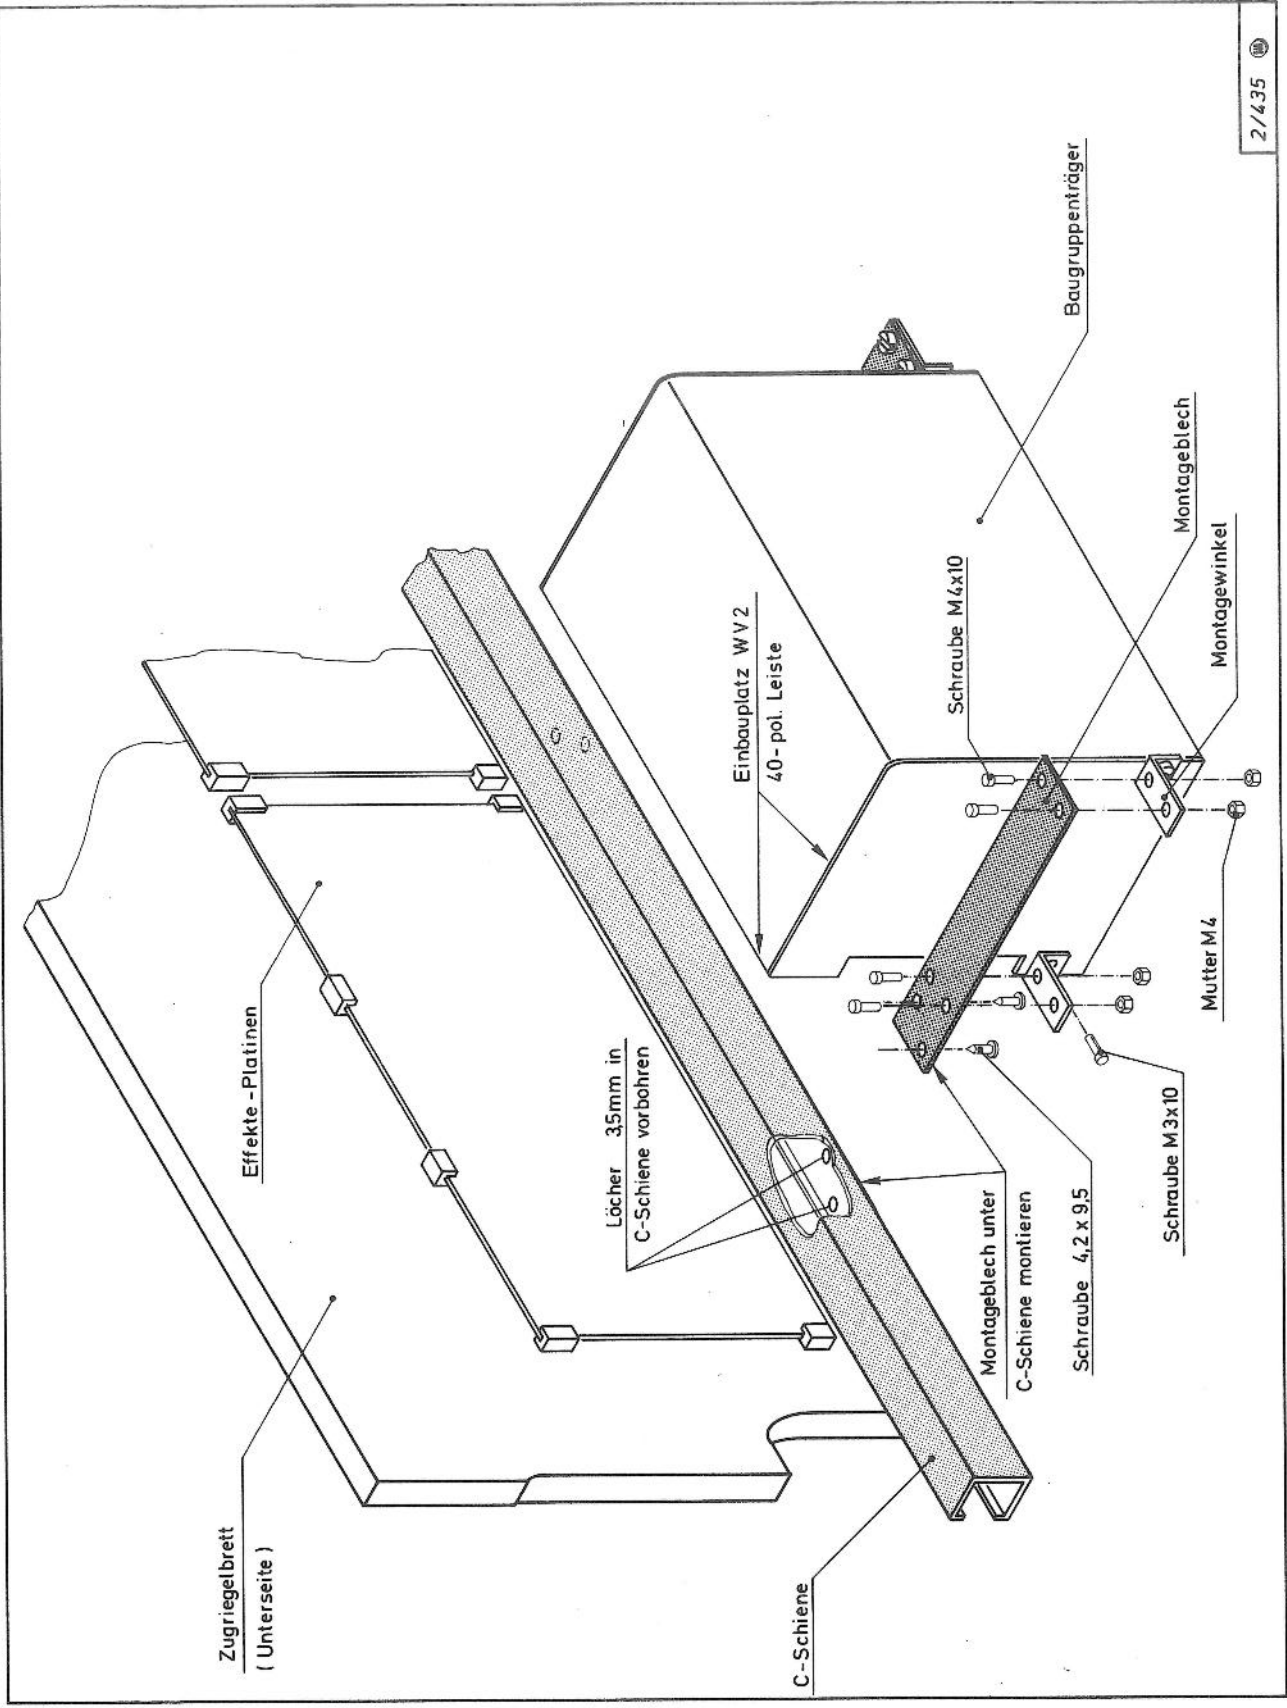 Zugriegelbrett
( Unterseite )
Effekte - Platinen
Löcher 3,5mm in
C-Schiene vorbohren
Einbauplatz WV2
40-pol. Leiste
Schraube M4x10
Baugruppenträger
Montageblech
Montagewinkel
Mutter M4
Schraube M3x10
Schraube 4,2 x 9,5
Montageblech unter
C-Schiene montieren
C-Schiene
2/435